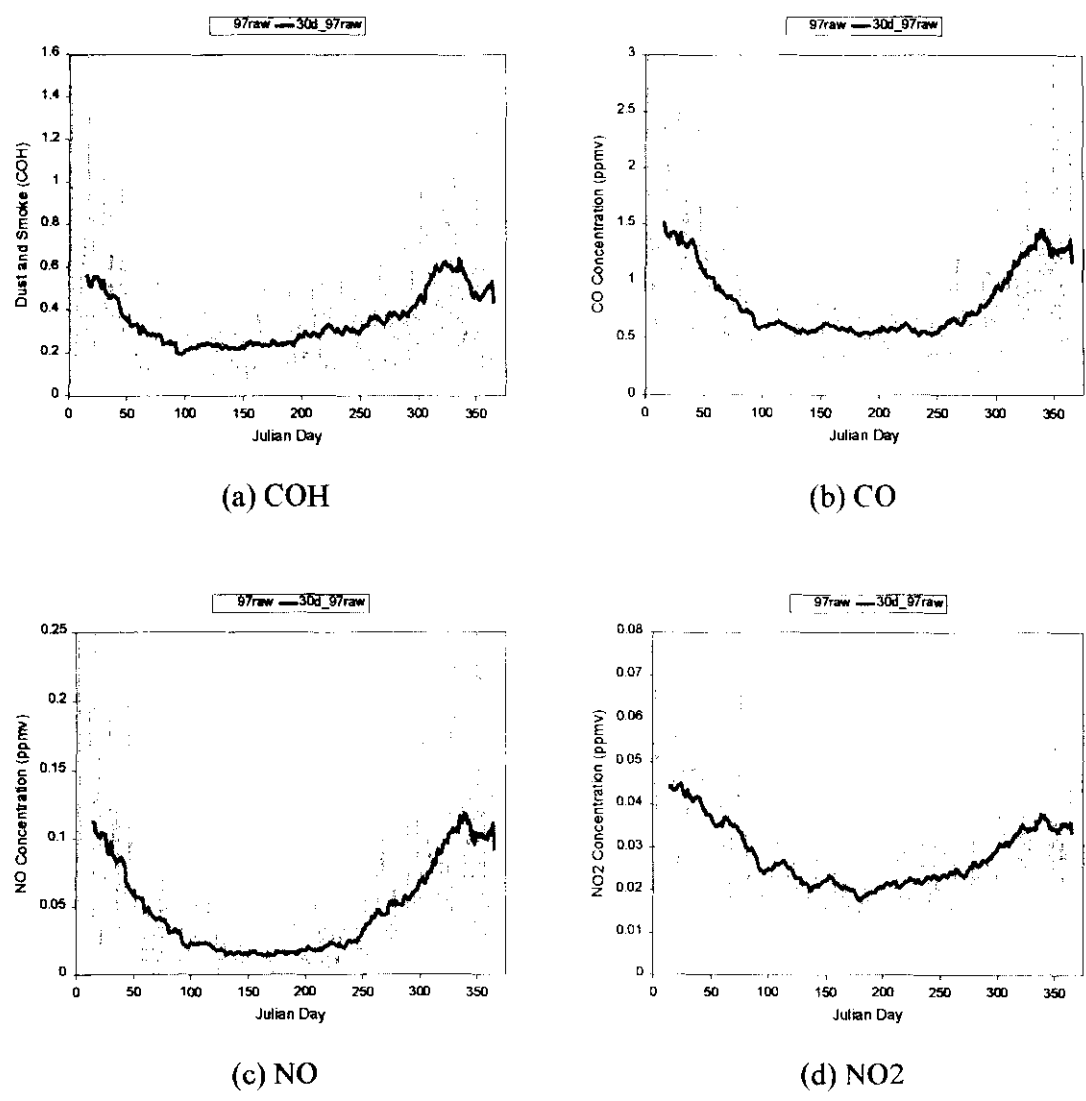 97raw 30d_97raw
1.6
1.4
1.2
1
0.8
0.6
0.4
0.2
0
Dust and Smoke (COH)
0 50 100 150 200 250 300 350
Julian Day
(a) COH
97raw 30d_97raw
3
2.5
2
1.5
1
0.5
0
CO Concentration (ppmv)
0 50 100 150 200 250 300 350
Julian Day
(b) CO
97raw 30d_97raw
0.25
0.2
0.15
0.1
0.05
0
NO Concentration (ppmv)
0 50 100 150 200 250 300 350
Julian Day
(c) NO
97raw 30d_97raw
0.08
0.07
0.06
0.05
0.04
0.03
0.02
0.01
0
NO2 Concentration (ppmv)
0 50 100 150 200 250 300 350
Julian Day
(d) NO2